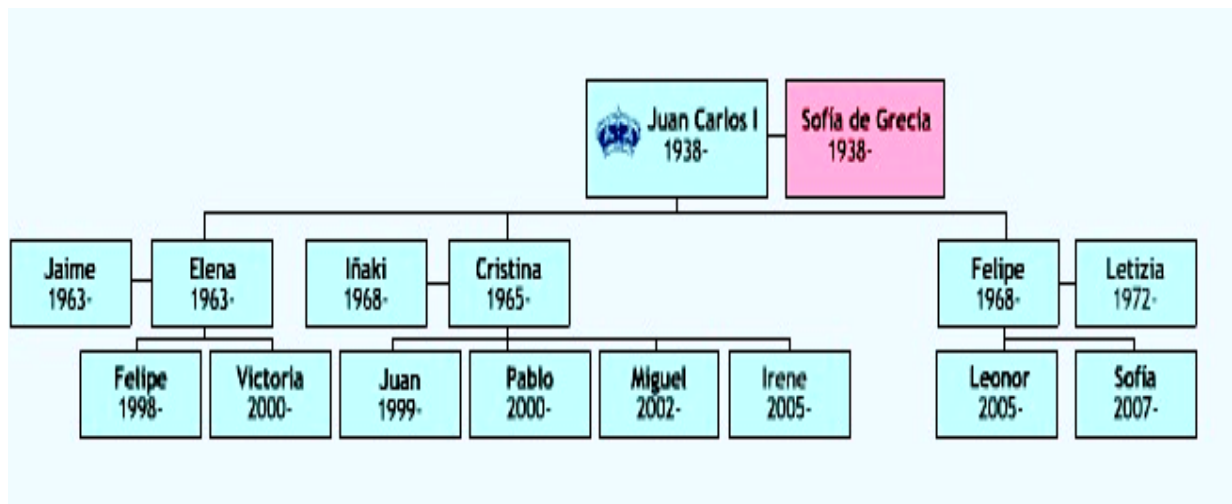 Juan Carlos I
1938-
Sofía de Grecia
1938-
Jaime
1963-
Elena
1963-
Iñaki
1968-
Cristina
1965-
Felipe
1968-
Letizia
1972-
Felipe
1998-
Victoria
2000-
Juan
1999-
Pablo
2000-
Miguel
2002-
Irene
2005-
Leonor
2005-
Sofía
2007-